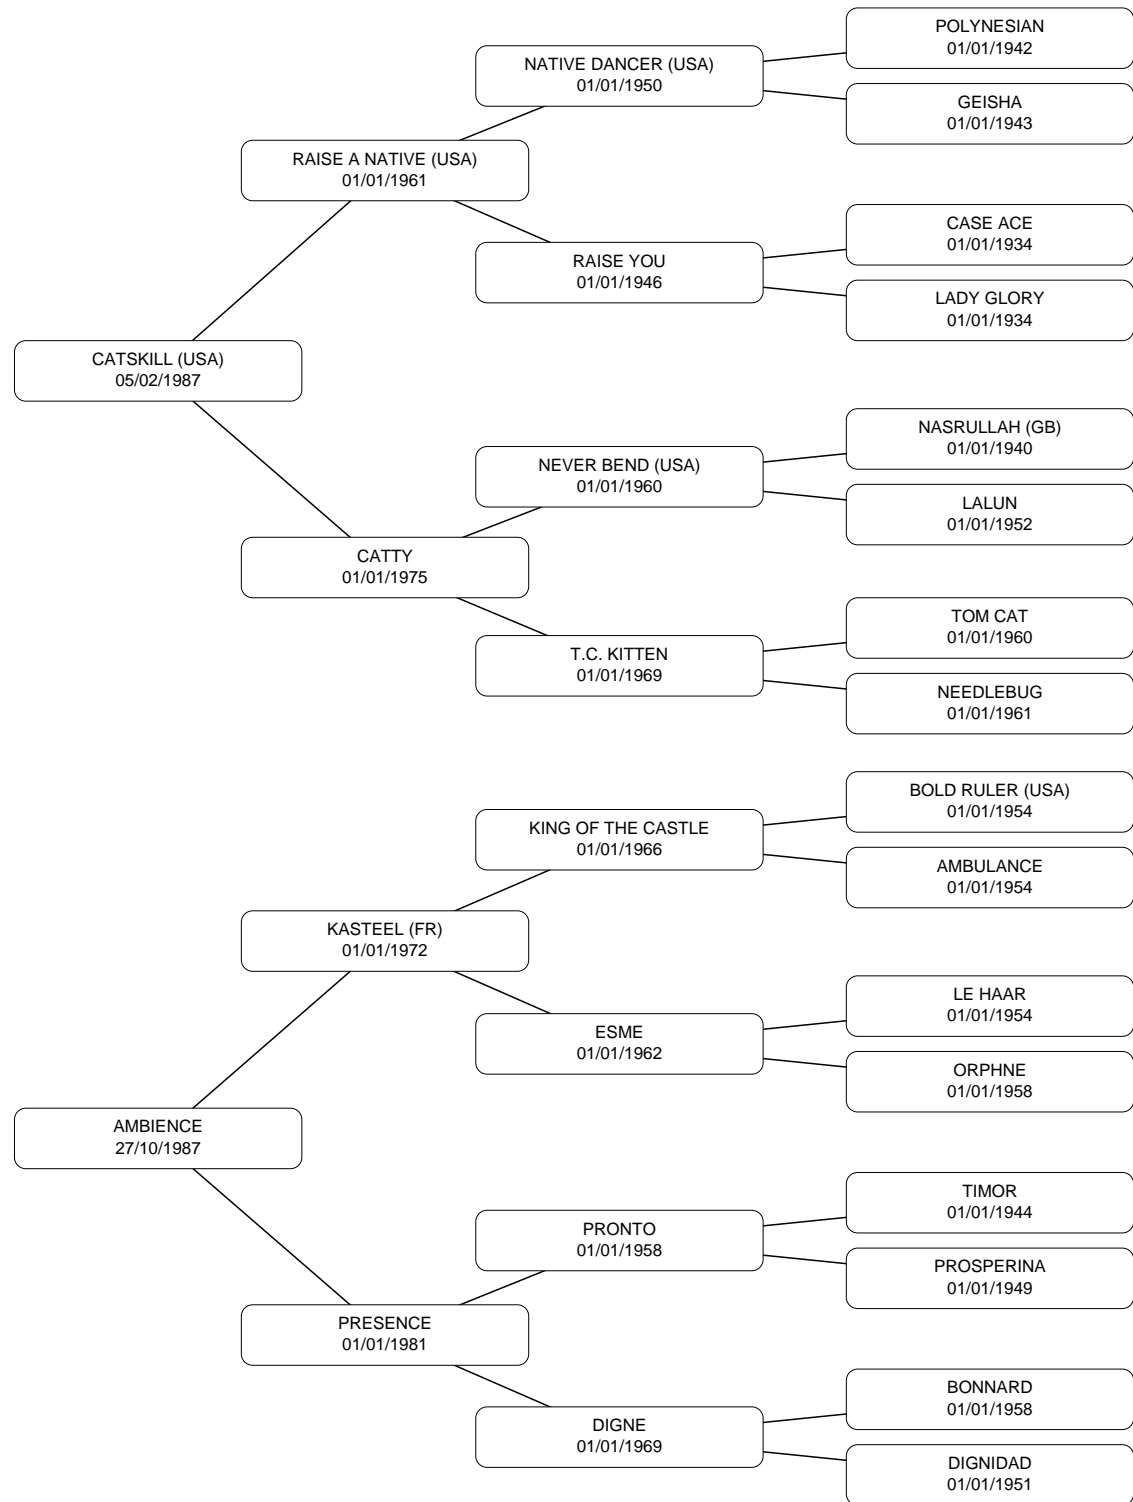 POLYNESIAN
01/01/1942
NATIVE DANCER (USA)
01/01/1950
GEISHA
01/01/1943
RAISE A NATIVE (USA)
01/01/1961
CASE ACE
01/01/1934
RAISE YOU
01/01/1946
LADY GLORY
01/01/1934
CATSKILL (USA)
05/02/1987
NASRULLAH (GB)
01/01/1940
NEVER BEND (USA)
01/01/1960
LALUN
01/01/1952
CATTY
01/01/1975
TOM CAT
01/01/1960
T.C. KITTEN
01/01/1969
NEEDLEBUG
01/01/1961
BOLD RULER (USA)
01/01/1954
KING OF THE CASTLE
01/01/1966
AMBULANCE
01/01/1954
KASTEEL (FR)
01/01/1972
LE HAAR
01/01/1954
ESME
01/01/1962
ORPHNE
01/01/1958
AMBIENCE
27/10/1987
TIMOR
01/01/1944
PRONTO
01/01/1958
PROSPERINA
01/01/1949
PRESENCE
01/01/1981
BONNARD
01/01/1958
DIGNE
01/01/1969
DIGNIDAD
01/01/1951